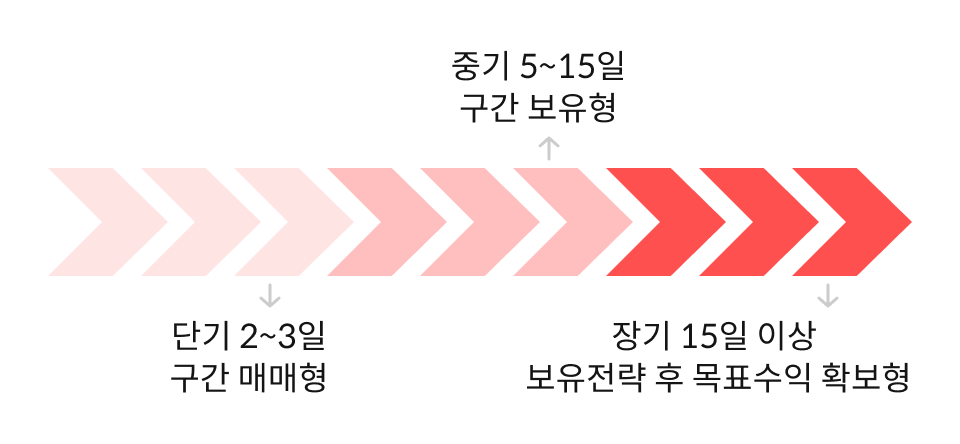 중기 5~15일
구간 보유형
단기 2~3일
구간 매매형
장기 15일 이상
보유전략 후 목표수익 확보형